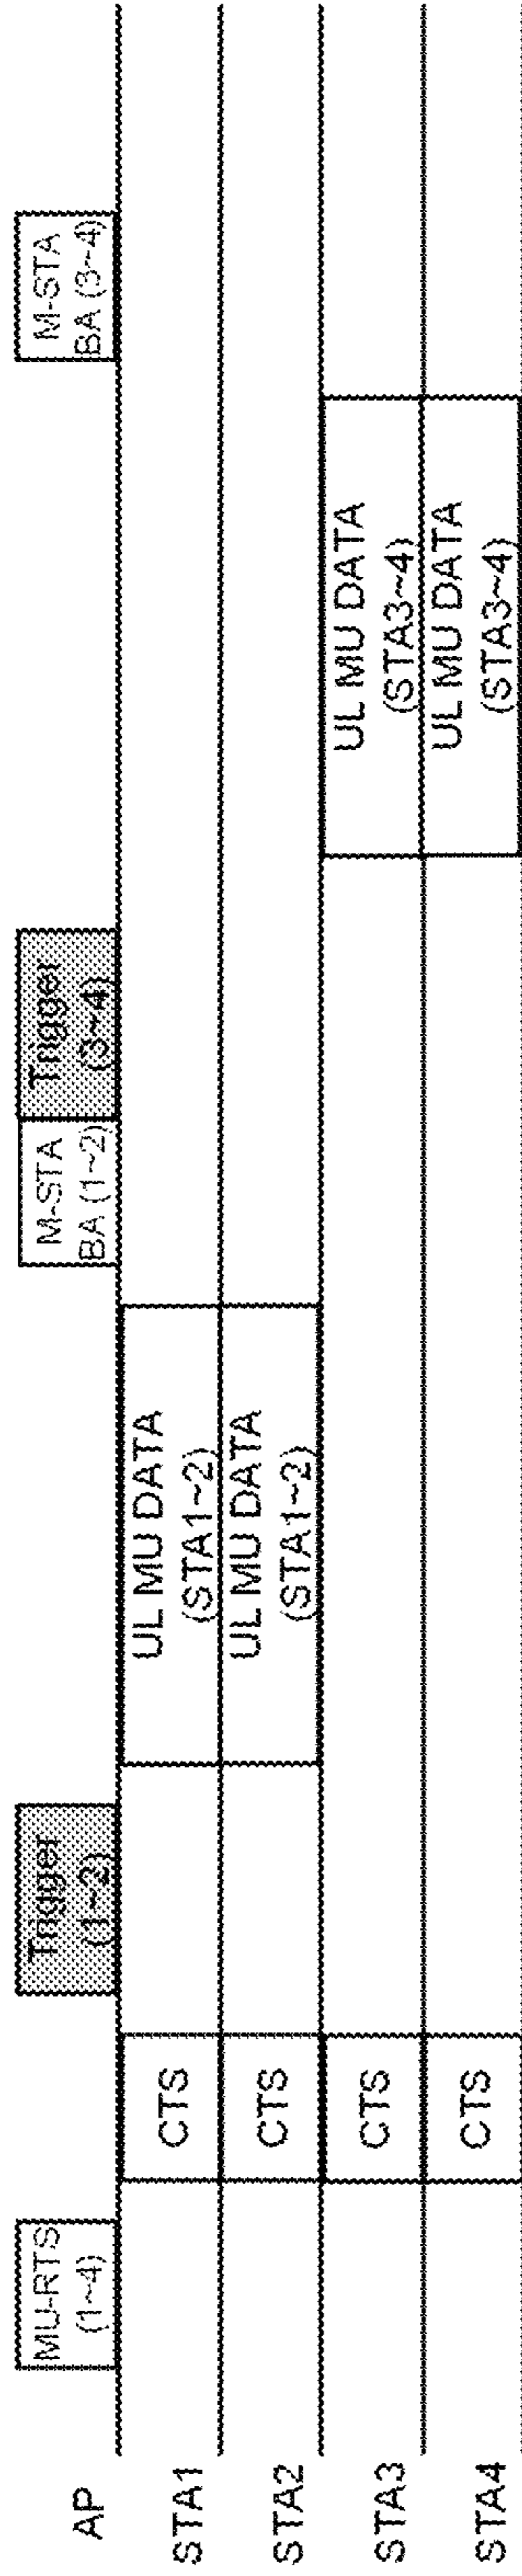 AP
MU-RTS
(1~4)
Trigger
(1~2)
M-STA
BA (1~2)
Trigger
(3~4)
M-STA
BA (3~4)
STA1
CTS
UL MU DATA
(STA1~2)
STA2
CTS
UL MU DATA
(STA1~2)
STA3
CTS
UL MU DATA
(STA3~4)
STA4
CTS
UL MU DATA
(STA3~4)